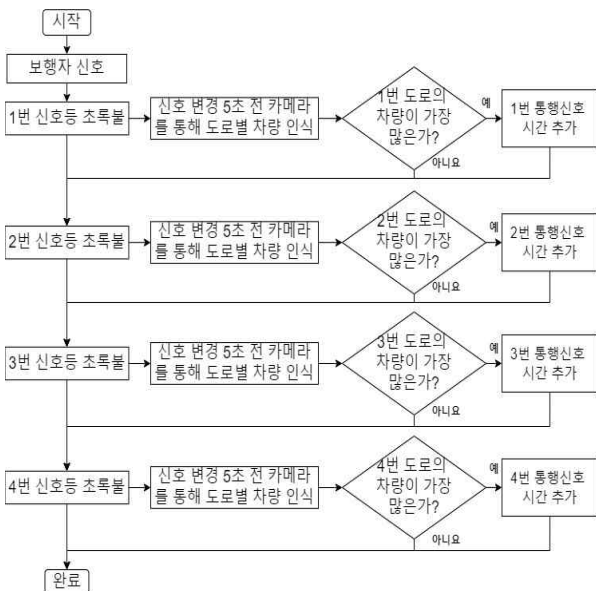 시작
보행자 신호
1번 신호등 초록불
신호 변경 5초 전 카메라
를 통해 도로별 차량 인식
1번 도로의
차량이 가장
많은가?
예
1번 통행신호
시간 추가
아니요
2번 신호등 초록불
신호 변경 5초 전 카메라
를 통해 도로별 차량 인식
2번 도로의
차량이 가장
많은가?
예
2번 통행신호
시간 추가
아니요
3번 신호등 초록불
신호 변경 5초 전 카메라
를 통해 도로별 차량 인식
3번 도로의
차량이 가장
많은가?
예
3번 통행신호
시간 추가
아니요
4번 신호등 초록불
신호 변경 5초 전 카메라
를 통해 도로별 차량 인식
4번 도로의
차량이 가장
많은가?
예
4번 통행신호
시간 추가
아니요
완료